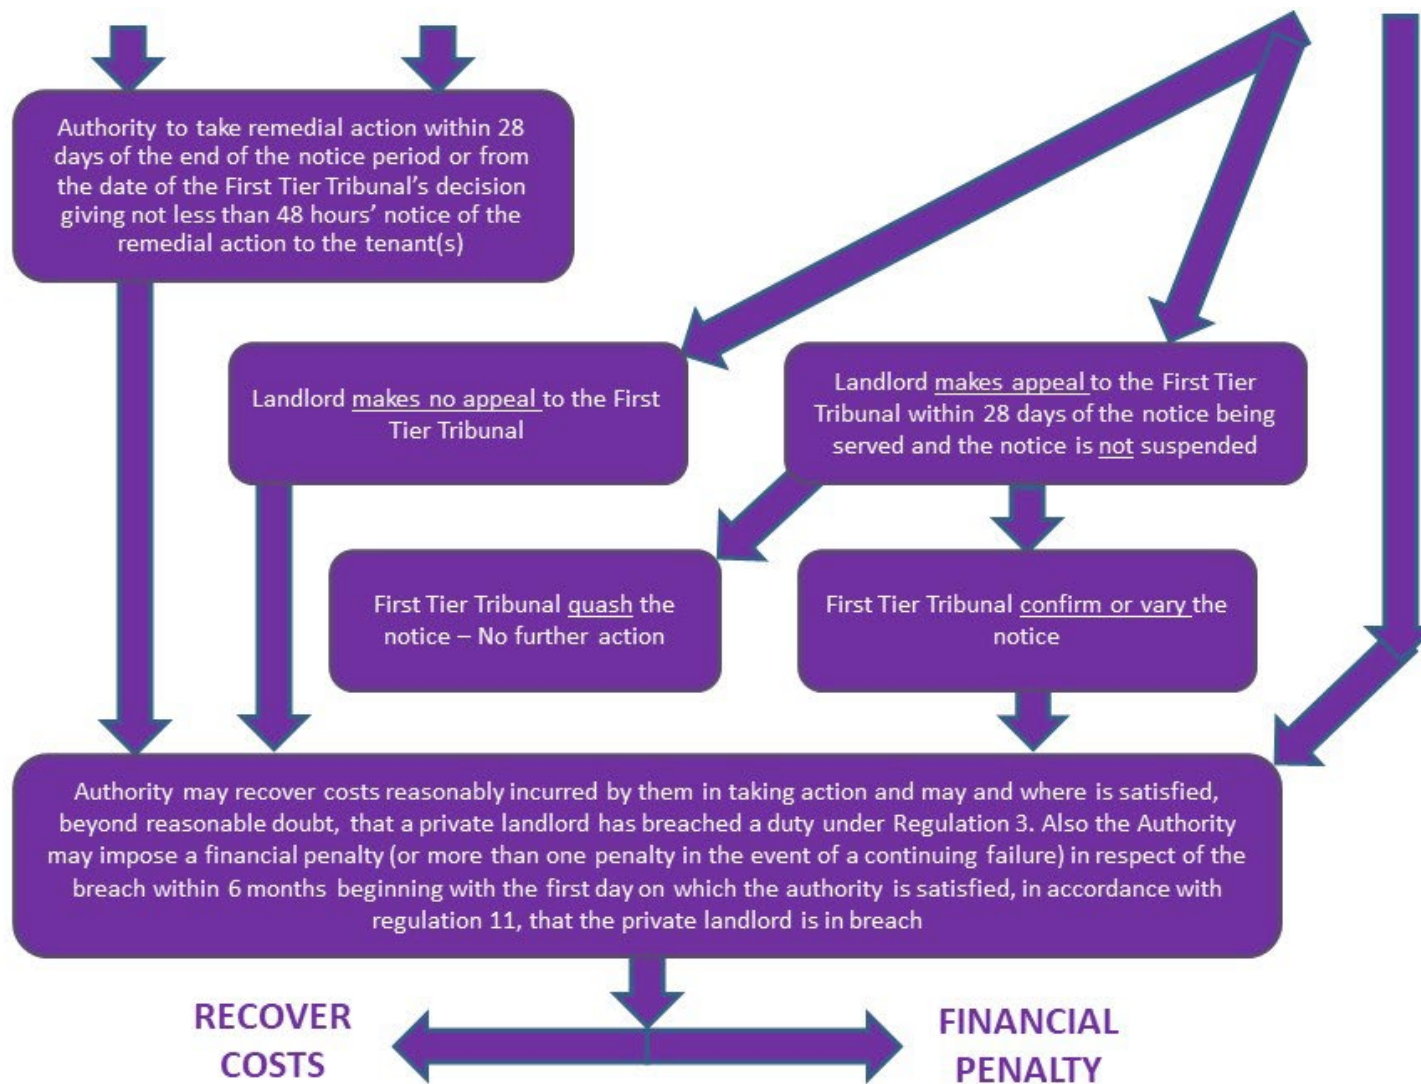 Authority to take remedial action within 28
days of the end of the notice period or from
the date of the First Tier Tribunal’s decision
giving not less than 48 hours’ notice of the
remedial action to the tenant(s)
Landlord makes no appeal to the First
Tier Tribunal
Landlord makes appeal to the First Tier
Tribunal within 28 days of the notice being
served and the notice is not suspended
First Tier Tribunal quash the
notice – No further action
First Tier Tribunal confirm or vary the
notice
Authority may recover costs reasonably incurred by them in taking action and may and where is satisfied,
beyond reasonable doubt, that a private landlord has breached a duty under Regulation 3. Also the Authority
may impose a financial penalty (or more than one penalty in the event of a continuing failure) in respect of the
breach within 6 months beginning with the first day on which the authority is satisfied, in accordance with
regulation 11, that the private landlord is in breach
RECOVER
COSTS
FINANCIAL
PENALTY